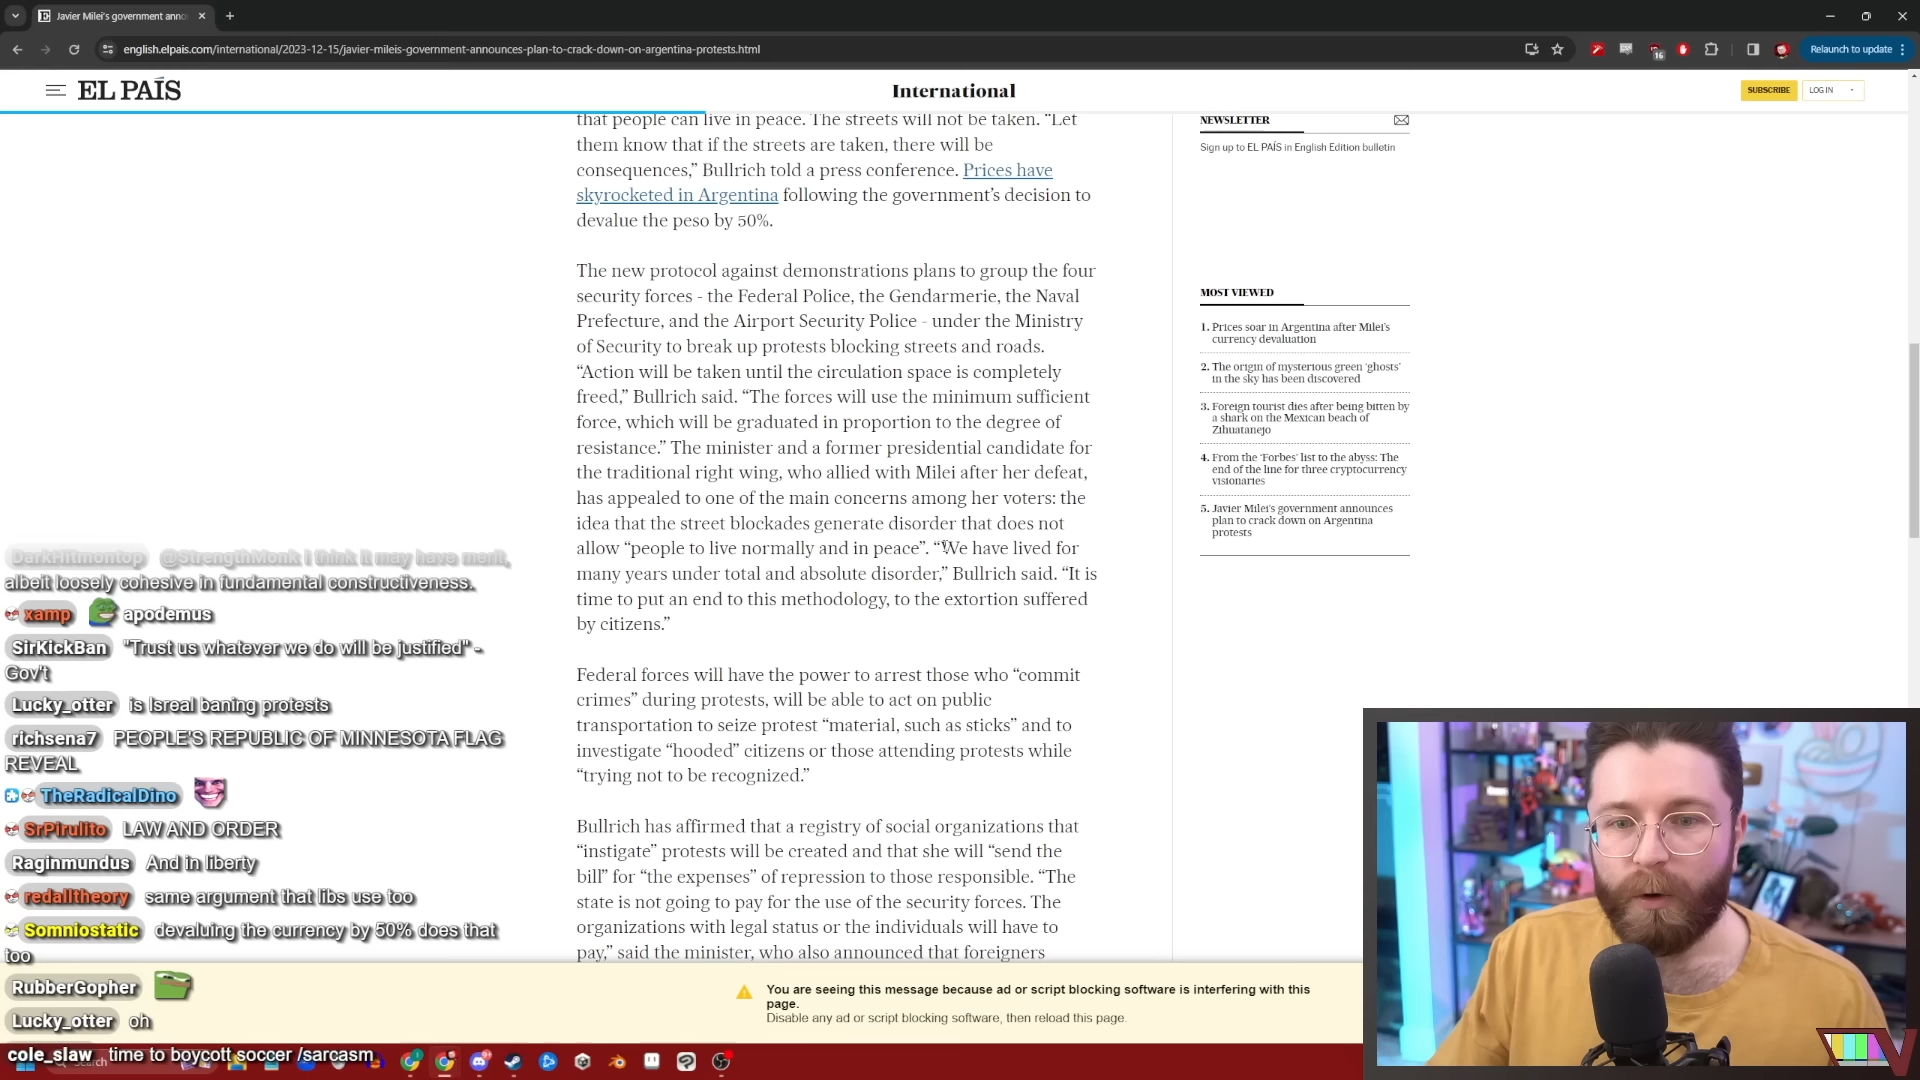 Javier Milei's government anno
english.elpais.com/international/2023-12-15/javier-mileis-government-announces-plan-to-crack-down-on-argentina-protests.html
16
Relaunch to update
EL PAÍS
International
SUBSCRIBE
LOG IN
that people can live in peace. The streets will not be taken. “Let
them know that if the streets are taken, there will be
consequences,” Bullrich told a press conference. Prices have
skyrocketed in Argentina following the government’s decision to
devalue the peso by 50%.
The new protocol against demonstrations plans to group the four
security forces - the Federal Police, the Gendarmerie, the Naval
Prefecture, and the Airport Security Police - under the Ministry
of Security to break up protests blocking streets and roads.
“Action will be taken until the circulation space is completely
freed,” Bullrich said. “The forces will use the minimum sufficient
force, which will be graduated in proportion to the degree of
resistance.” The minister and a former presidential candidate for
the traditional right wing, who allied with Milei after her defeat,
has appealed to one of the main concerns among her voters: the
idea that the street blockades generate disorder that does not
allow “people to live normally and in peace”. “We have lived for
many years under total and absolute disorder,” Bullrich said. “It is
time to put an end to this methodology, to the extortion suffered
by citizens.”
Federal forces will have the power to arrest those who “commit
crimes” during protests, will be able to act on public
transportation to seize protest “material, such as sticks” and to
investigate “hooded” citizens or those attending protests while
“trying not to be recognized.”
Bullrich has affirmed that a registry of social organizations that
“instigate” protests will be created and that she will “send the
bill” for “the expenses” of repression to those responsible. “The
state is not going to pay for the use of the security forces. The
organizations with legal status or the individuals will have to
pay,” said the minister, who also announced that foreigners
NEWSLETTER
Sign up to EL PAÍS in English Edition bulletin
MOST VIEWED
1. Prices soar in Argentina after Milei’s
currency devaluation
2. The origin of mysterious green ‘ghosts’
in the sky has been discovered
3. Foreign tourist dies after being bitten by
a shark on the Mexican beach of
Zihuatanejo
4. From the ‘Forbes’ list to the abyss: The
end of the line for three cryptocurrency
visionaries
5. Javier Milei’s government announces
plan to crack down on Argentina
protests
DarkHitmontop @StrengthMonk I think it may have merit,
albeit loosely cohesive in fundamental constructiveness.
xamp apodemus
SirKickBan "Trust us whatever we do will be justified" -
Gov't
Lucky_otter is Isreal baning protests
richsena7 PEOPLE'S REPUBLIC OF MINNESOTA FLAG
REVEAL
TheRadicalDino
SrPirulito LAW AND ORDER
Raginmundus And in liberty
redalltheory same argument that libs use too
Somniostatic devaluing the currency by 50% does that
too
RubberGopher
Lucky_otter oh
cole_slaw time to boycott soccer /sarcasm
You are seeing this message because ad or script blocking software is interfering with this
page.
Disable any ad or script blocking software, then reload this page.
Search